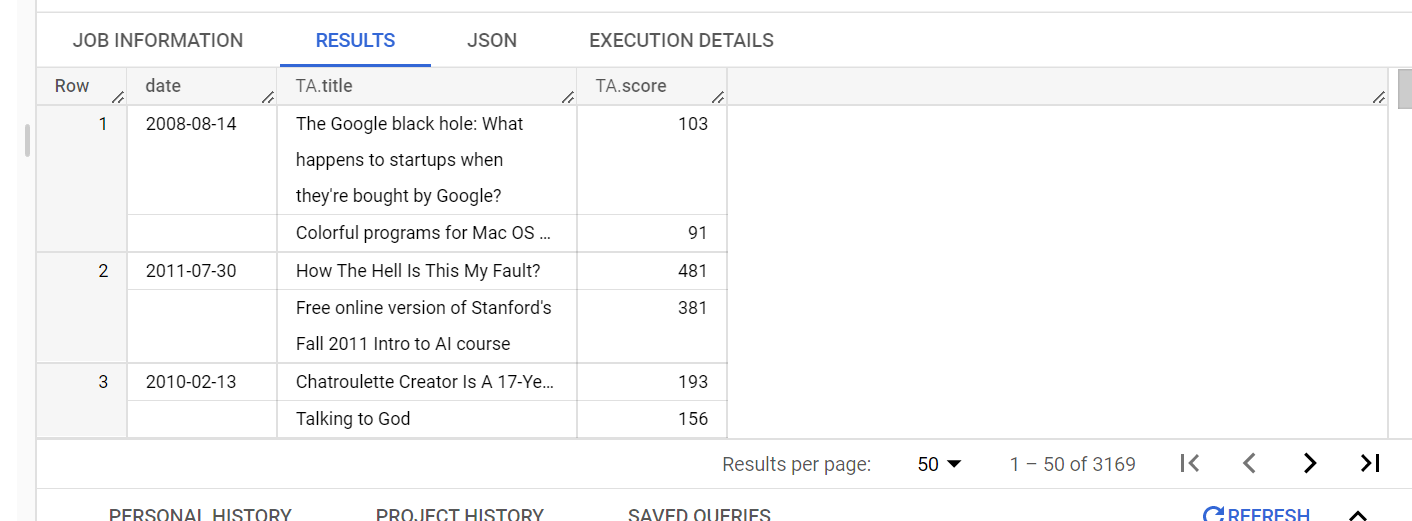 JOB INFORMATION RESULTS JSON EXECUTION DETAILS
Row date TA.title TA.score
1 2008-08-14 The Google black hole: What 103
happens to startups when
they're bought by Google?
Colorful programs for Mac OS ... 91
2 2011-07-30 How The Hell Is This My Fault? 481
Free online version of Stanford's 381
Fall 2011 Intro to AI course
3 2010-02-13 Chatroulette Creator Is A 17-Ye... 193
Talking to God 156
Results per page: 50 1 – 50 of 3169
PERSONAL HISTORY PROJECT HISTORY SAVED QUERIES REFRESH